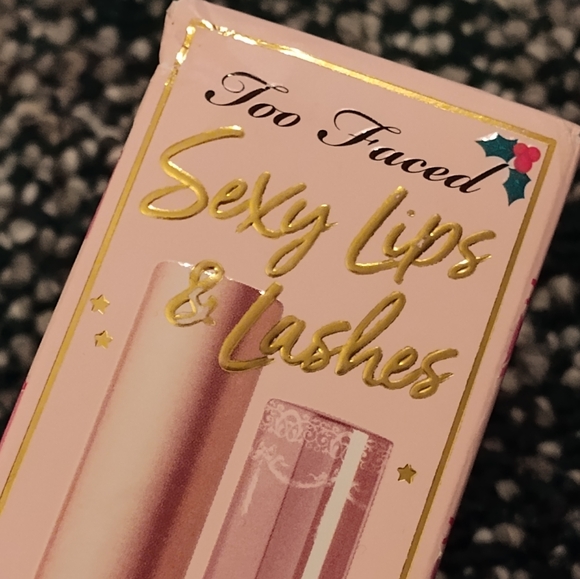 Too Faced
Sexy Lips
& Lashes